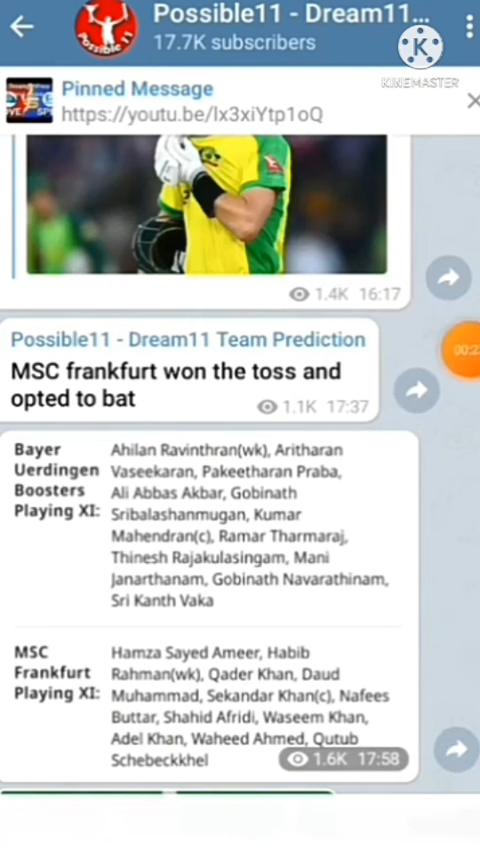 Possible11 - Dream11...
17.7K subscribers
Possible 11
K
KINEMASTER
Pinned Message
https://youtu.be/lx3xiYtp1oQ
1.4K 16:17
Possible11 - Dream11 Team Prediction
MSC frankfurt won the toss and
opted to bat
1.1K 17:37
Bayer Uerdingen Boosters Playing XI:
Ahilan Ravinthran(wk), Aritharan
Vaseekaran, Pakeetharan Praba,
Ali Abbas Akbar, Gobinath
Sribalashanmugan, Kumar
Mahendran(c), Ramar Tharmaraj,
Thinesh Rajakulasingam, Mani
Janarthanam, Gobinath Navarathinam,
Sri Kanth Vaka
MSC Frankfurt Playing XI:
Hamza Sayed Ameer, Habib
Rahman(wk), Qader Khan, Daud
Muhammad, Sekandar Khan(c), Nafees
Buttar, Shahid Afridi, Waseem Khan,
Adel Khan, Waheed Ahmed, Qutub
Schebeckkhel
1.6K 17:58